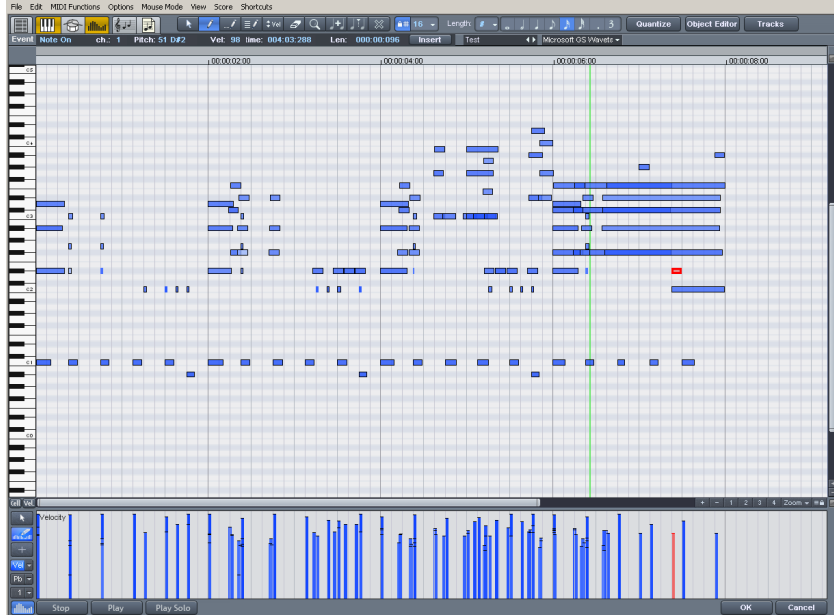 File Edit MIDI Functions Options Mouse Mode View Score Shortcuts
16 Length: 3 Quantize Object Editor Tracks
Event Note On ch.: 1 Pitch: 51 D#2 Vel: 98 time: 004:03:288 Len: 000:00:096 Insert Test Microsoft GS Waveta
00:00:02:00 00:00:04:00 00:00:06:00 00:00:08:00
C5
C4
C3
C2
C1
C0
Vel + - 1 2 3 4 Zoom
Velocity
Vel
Pb
1
Stop Play Play Solo OK Cancel